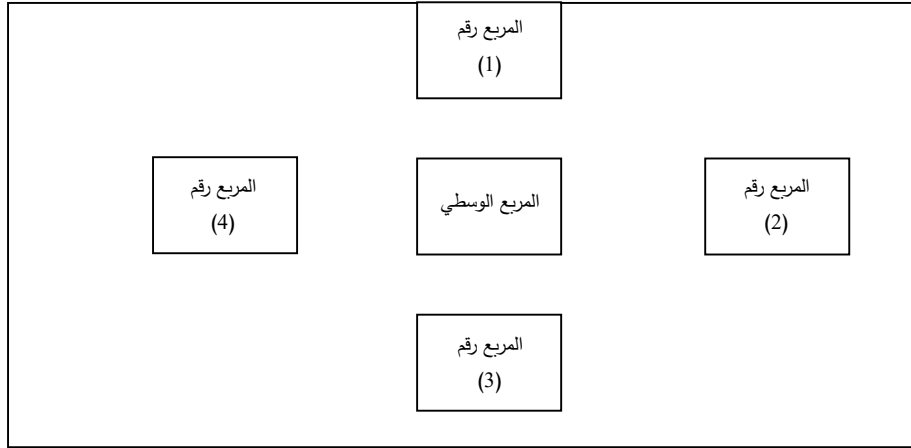 المربع رقم
(1)
المربع رقم
(2)
المربع الوسطي
المربع رقم
(4)
المربع رقم
(3)